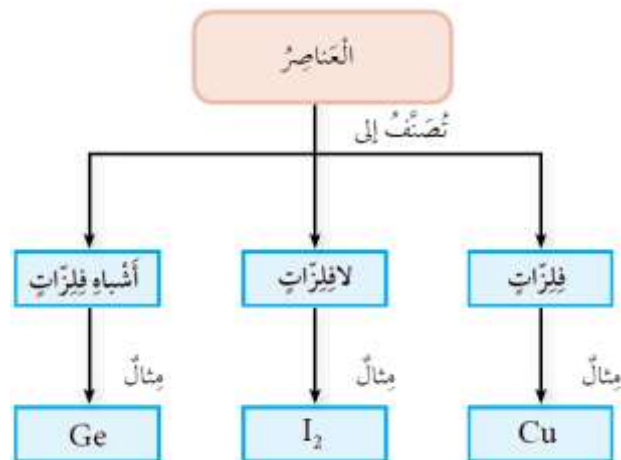 الْعَناصِرُ
تُصَنَّفُ إلى
فِلِزّاتٍ
لافِلِزّاتٍ
أَشْباهِ فِلِزّاتٍ
مِثالٌ
مِثالٌ
مِثالٌ
Cu
I₂
Ge